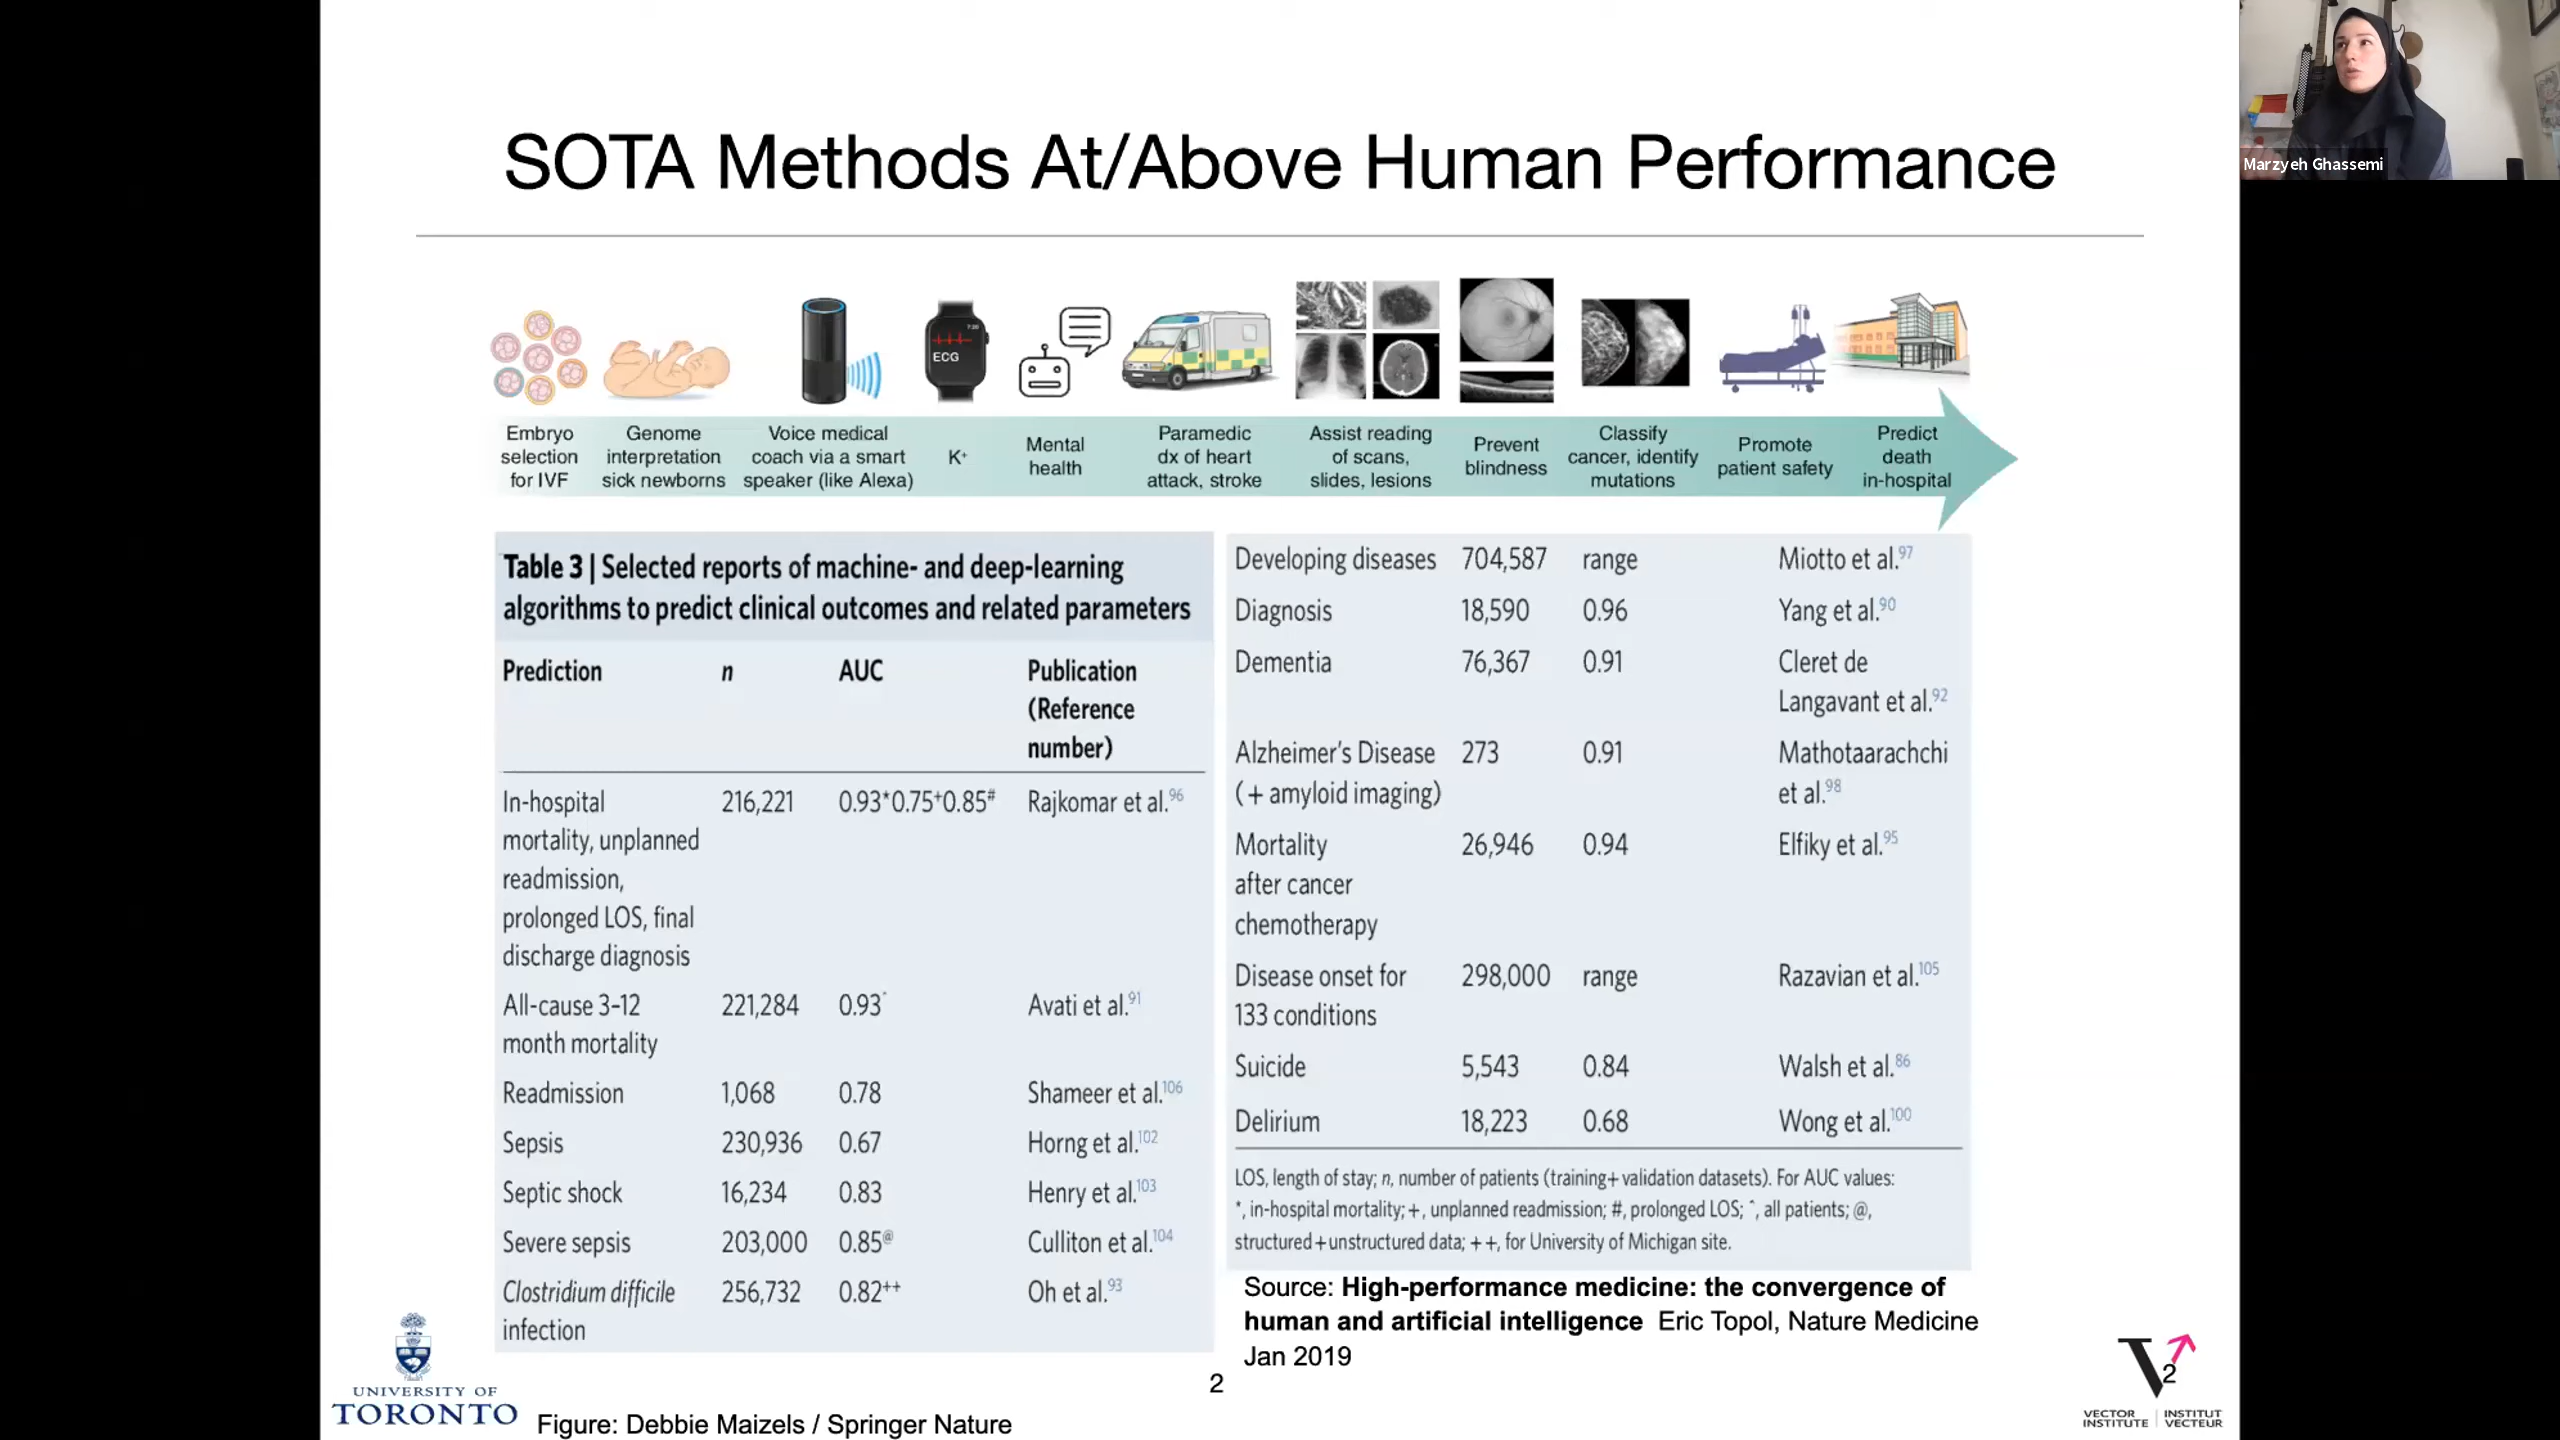 SOTA Methods At/Above Human Performance
Marzyeh Ghassemi
ECG
Embryo
selection
for IVF
Genome
interpretation
sick newborns
Voice medical
coach via a smart
speaker (like Alexa)
K⁺
Mental
health
Paramedic
dx of heart
attack, stroke
Assist reading
of scans,
slides, lesions
Prevent
blindness
Classify
cancer, identify
mutations
Promote
patient safety
Predict
death
in-hospital
Table 3 | Selected reports of machine- and deep-learning
algorithms to predict clinical outcomes and related parameters
Prediction n AUC Publication
(Reference
number)
In-hospital 216,221 0.93*0.75⁺0.85# Rajkomar et al.96
mortality, unplanned
readmission,
prolonged LOS, final
discharge diagnosis
All-cause 3–12 221,284 0.93^ Avati et al.91
month mortality
Readmission 1,068 0.78 Shameer et al.106
Sepsis 230,936 0.67 Horng et al.102
Septic shock 16,234 0.83 Henry et al.103
Severe sepsis 203,000 0.85@ Culliton et al.104
Clostridium difficile 256,732 0.82++ Oh et al.93
infection
Developing diseases 704,587 range Miotto et al.97
Diagnosis 18,590 0.96 Yang et al.90
Dementia 76,367 0.91 Cleret de
Langavant et al.92
Alzheimer's Disease 273 0.91 Mathotaarachchi
(+ amyloid imaging) et al.98
Mortality 26,946 0.94 Elfiky et al.95
after cancer
chemotherapy
Disease onset for 298,000 range Razavian et al.105
133 conditions
Suicide 5,543 0.84 Walsh et al.86
Delirium 18,223 0.68 Wong et al.100
LOS, length of stay; n, number of patients (training+validation datasets). For AUC values:
*, in-hospital mortality; +, unplanned readmission; #, prolonged LOS; ^, all patients; @,
structured+unstructured data; ++, for University of Michigan site.
Source: High-performance medicine: the convergence of
human and artificial intelligence Eric Topol, Nature Medicine
Jan 2019
2
UNIVERSITY OF
TORONTO
Figure: Debbie Maizels / Springer Nature
V
2
VECTOR INSTITUT
INSTITUTE VECTEUR